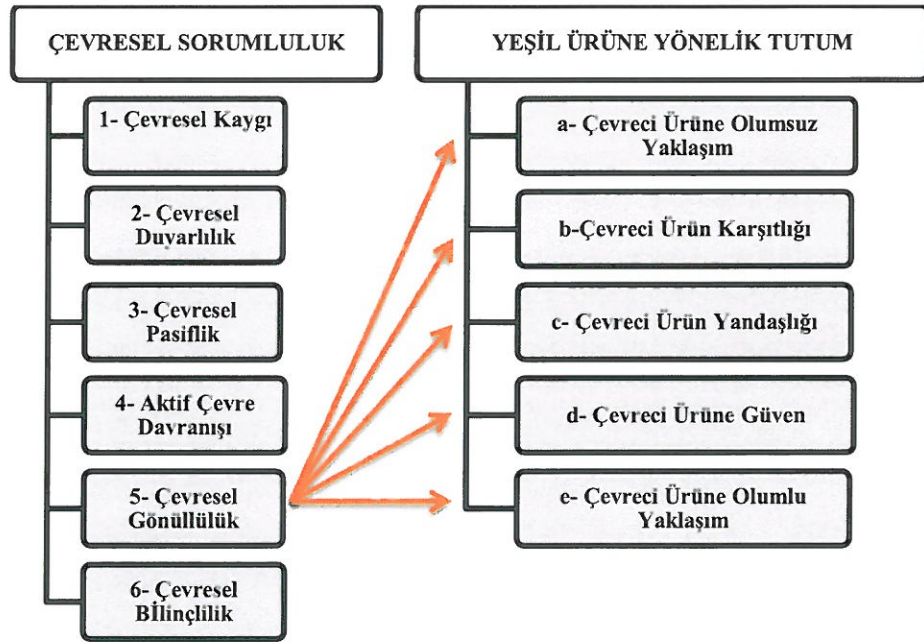 ÇEVRESEL SORUMLULUK
1- Çevresel Kaygı
2- Çevresel
Duyarlılık
3- Çevresel
Pasiflik
4- Aktif Çevre
Davranışı
5- Çevresel
Gönüllülük
6- Çevresel
Bİlinçlilik
YEŞİL ÜRÜNE YÖNELİK TUTUM
a- Çevreci Ürüne Olumsuz
Yaklaşım
b-Çevreci Ürün Karşıtlığı
c- Çevreci Ürün Yandaşlığı
d- Çevreci Ürüne Güven
e- Çevreci Ürüne Olumlu
Yaklaşım